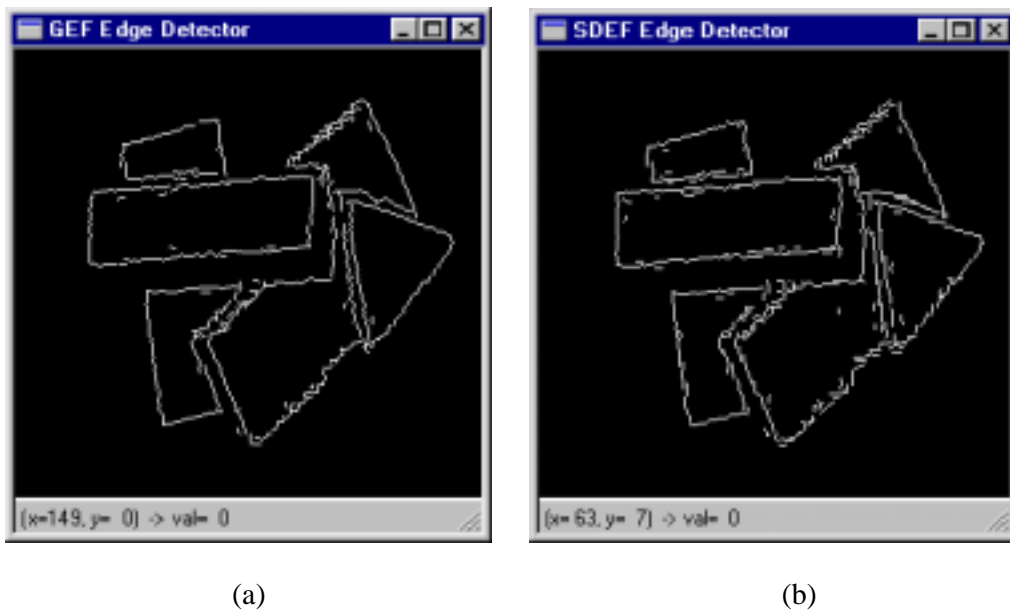 GEF Edge Detector
SDEF Edge Detector
(x=149, y= 0) -> val= 0
(x= 63, y= 7) -> val= 0
(a)
(b)